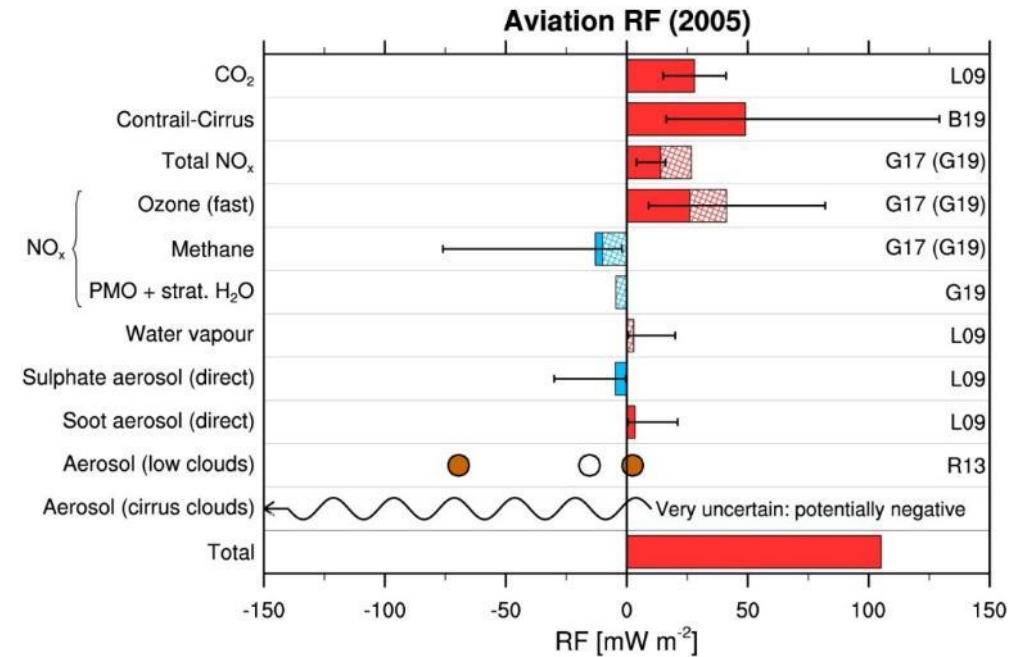 Aviation RF (2005)
CO₂ L09
Contrail-Cirrus B19
Total NOₓ G17 (G19)
Ozone (fast) G17 (G19)
NOₓ Methane G17 (G19)
PMO + strat. H₂O G19
Water vapour L09
Sulphate aerosol (direct) L09
Soot aerosol (direct) L09
Aerosol (low clouds) R13
Aerosol (cirrus clouds) Very uncertain: potentially negative
Total
-150 -100 -50 0 50 100 150
RF [mW m⁻²]